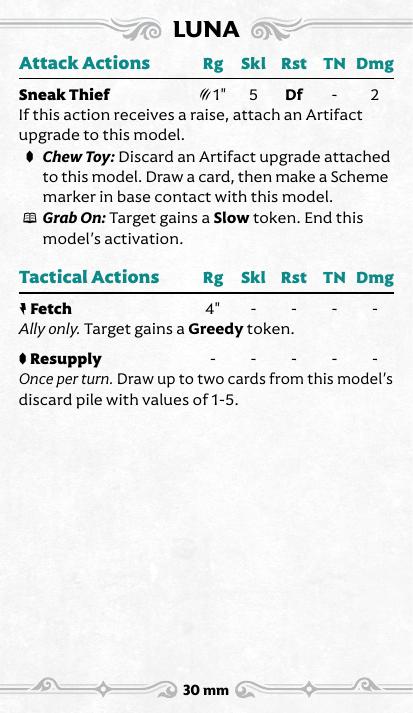 LUNA
Attack Actions Rg Skl Rst TN Dmg
Sneak Thief 1" 5 Df - 2
If this action receives a raise, attach an Artifact
upgrade to this model.
Chew Toy: Discard an Artifact upgrade attached
to this model. Draw a card, then make a Scheme
marker in base contact with this model.
Grab On: Target gains a Slow token. End this
model's activation.
Tactical Actions Rg Skl Rst TN Dmg
Fetch 4" - - - -
Ally only. Target gains a Greedy token.
Resupply - - - - -
Once per turn. Draw up to two cards from this model's
discard pile with values of 1-5.
30 mm